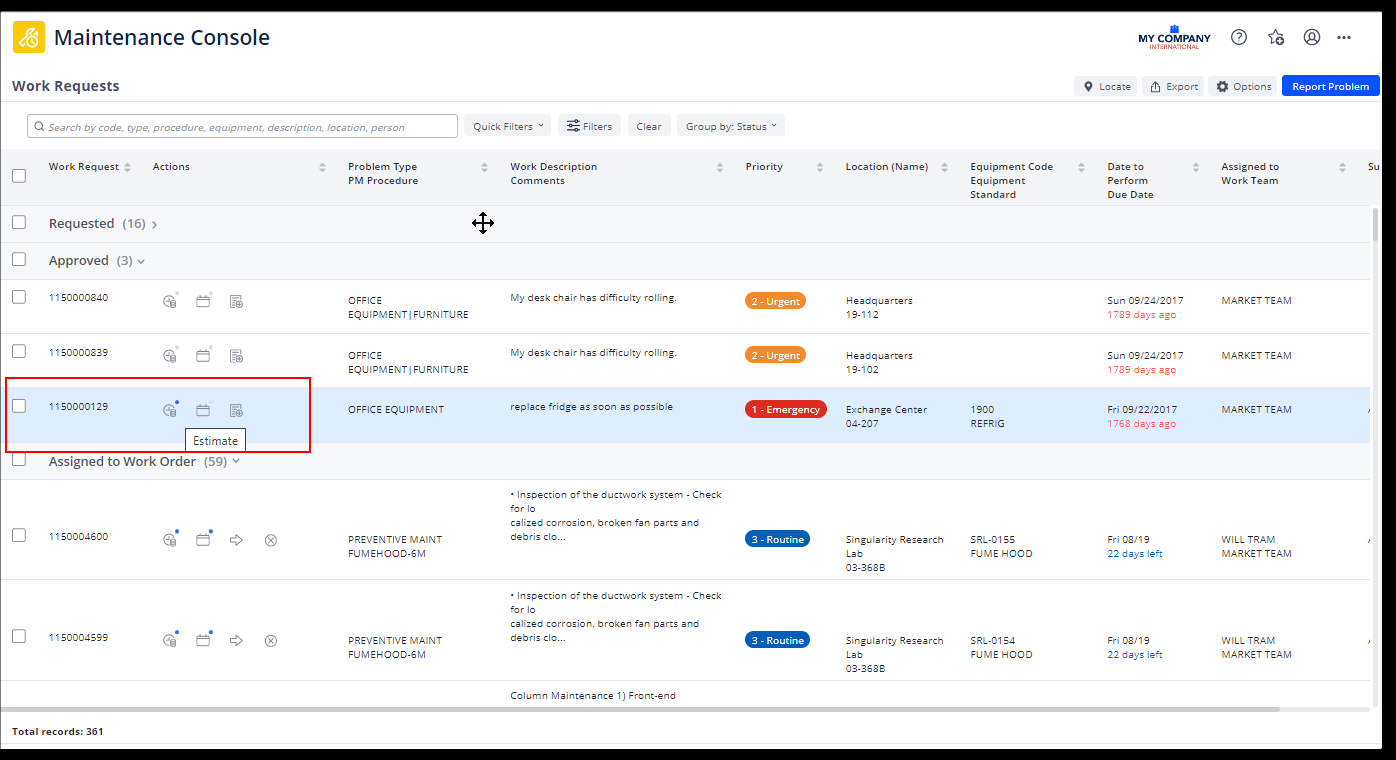 Maintenance Console
MY COMPANY
INTERNATIONAL
Work Requests
Locate
Export
Options
Report Problem
Search by code, type, procedure, equipment, description, location, person
Quick Filters
Filters
Clear
Group by: Status
Work Request
Actions
Problem Type
PM Procedure
Work Description
Comments
Priority
Location (Name)
Equipment Code
Equipment
Standard
Date to
Perform
Due Date
Assigned to
Work Team
Su
Requested (16)
Approved (3)
1150000840
OFFICE
EQUIPMENT|FURNITURE
My desk chair has difficulty rolling.
2 - Urgent
Headquarters
19-112
Sun 09/24/2017
1789 days ago
MARKET TEAM
1150000839
OFFICE
EQUIPMENT|FURNITURE
My desk chair has difficulty rolling.
2 - Urgent
Headquarters
19-102
Sun 09/24/2017
1789 days ago
MARKET TEAM
1150000129
OFFICE EQUIPMENT
replace fridge as soon as possible
1 - Emergency
Exchange Center
04-207
1900
REFRIG
Fri 09/22/2017
1768 days ago
MARKET TEAM
Estimate
Assigned to Work Order (59)
1150004600
PREVENTIVE MAINT
FUMEHOOD-6M
• Inspection of the ductwork system - Check
for lo
calized corrosion, broken fan parts and
debris clo...
3 - Routine
Singularity Research
Lab
03-368B
SRL-0155
FUME HOOD
Fri 08/19
22 days left
WILL TRAM
MARKET TEAM
1150004599
PREVENTIVE MAINT
FUMEHOOD-6M
• Inspection of the ductwork system - Check
for lo
calized corrosion, broken fan parts and
debris clo...
3 - Routine
Singularity Research
Lab
03-368B
SRL-0154
FUME HOOD
Fri 08/19
22 days left
WILL TRAM
MARKET TEAM
Column Maintenance 1) Front-end
Total records: 361